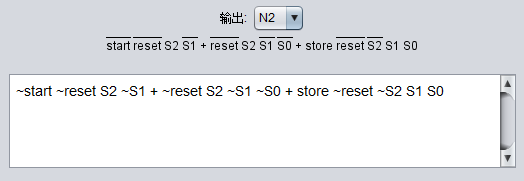 输出: N2
start reset S2 S1 + reset S2 S1 S0 + store reset S2 S1 S0
~start ~reset S2 ~S1 + ~reset S2 ~S1 ~S0 + store ~reset ~S2 S1 S0